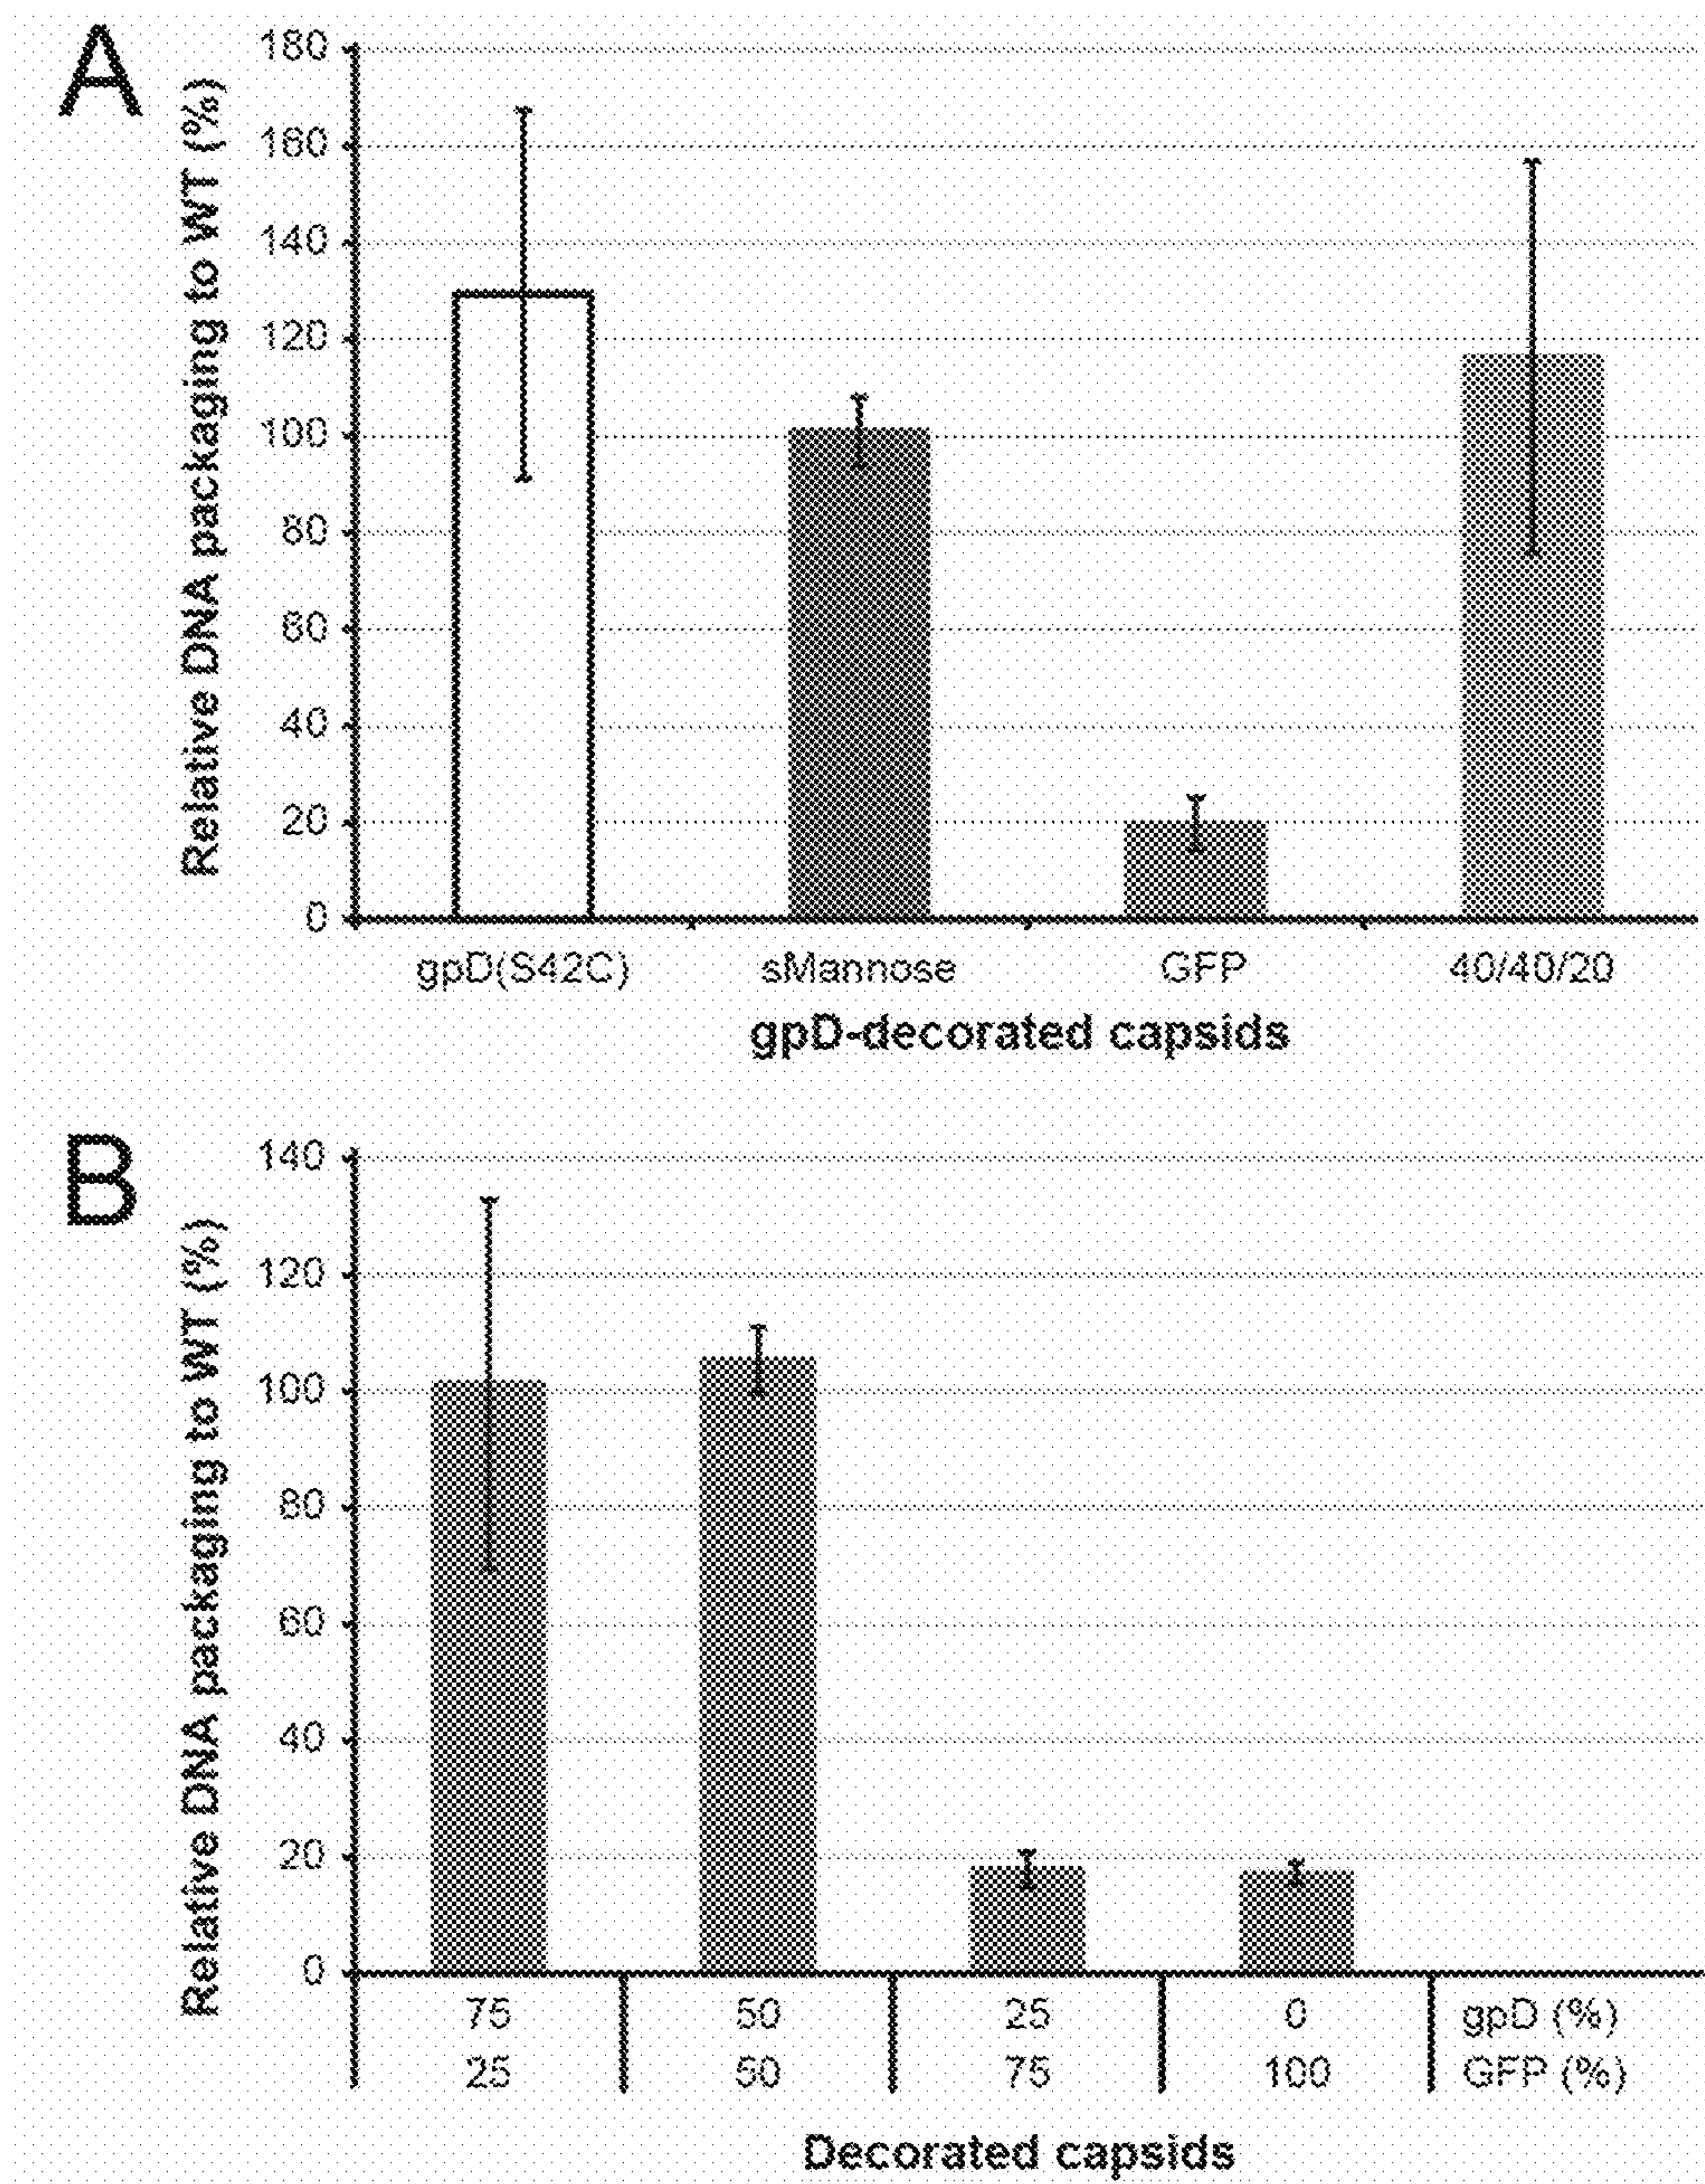 A
Relative DNA packaging to WT (%)
180
160
140
120
100
80
60
40
20
0
gpD(S42C) sMannose GFP 40/40/20
gpD-decorated capsids
B
Relative DNA packaging to WT (%)
140
120
100
80
60
40
20
0
75 50 25 0 gpD (%)
25 50 75 100 GFP (%)
Decorated capsids